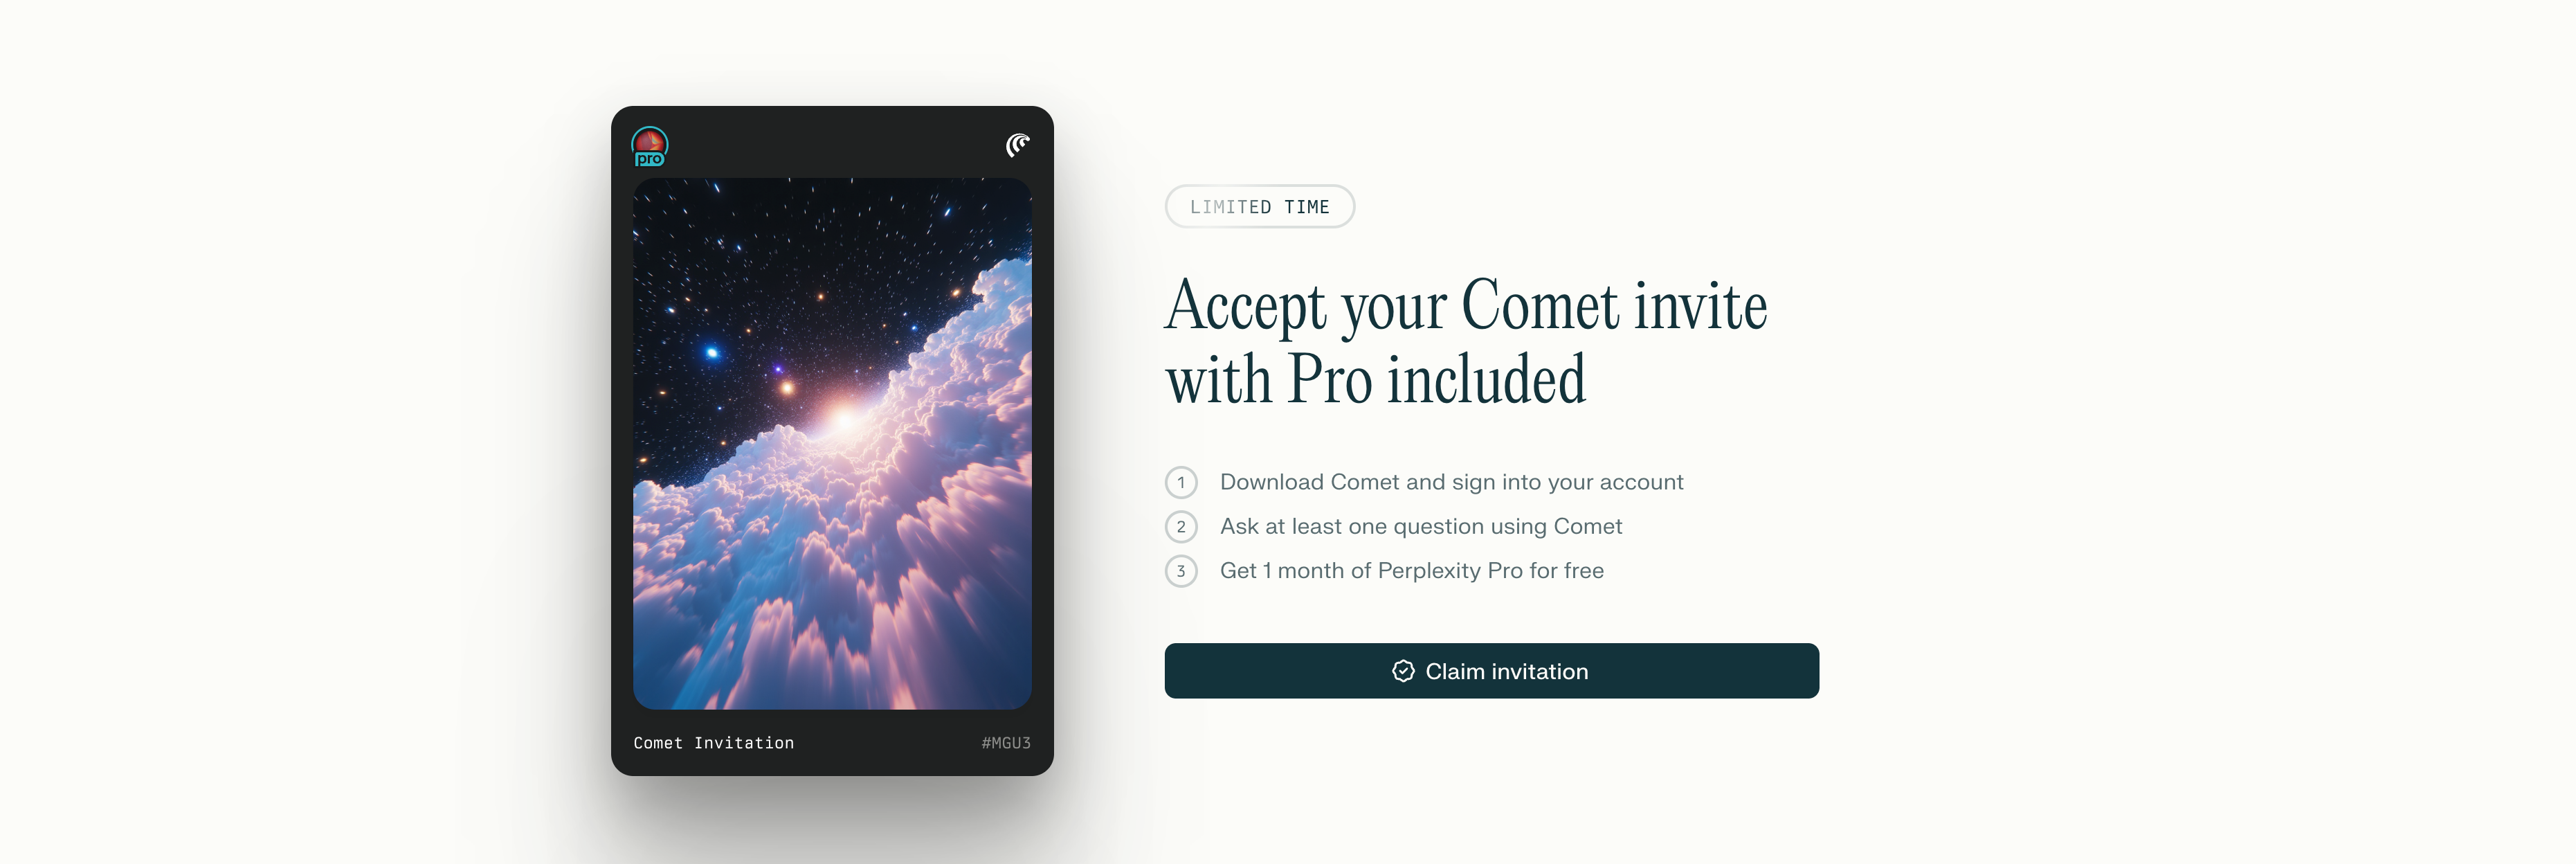 pro
Comet Invitation
#MGU3
LIMITED TIME
Accept your Comet invite
with Pro included
1 Download Comet and sign into your account
2 Ask at least one question using Comet
3 Get 1 month of Perplexity Pro for free
Claim invitation